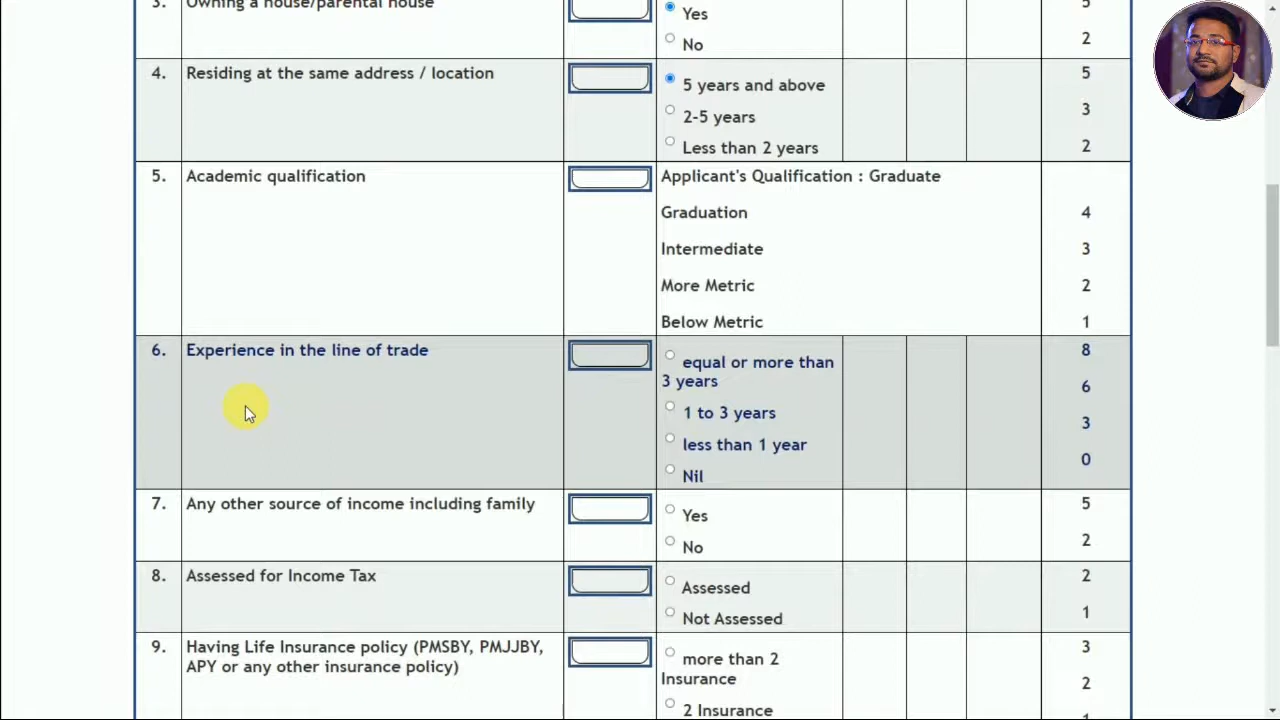 3. Owning a house/parental house
Yes 5
No 2
4. Residing at the same address / location
5 years and above 5
2-5 years 3
Less than 2 years 2
5. Academic qualification
Applicant's Qualification : Graduate
Graduation 4
Intermediate 3
More Metric 2
Below Metric 1
6. Experience in the line of trade
equal or more than 8
3 years
6
1 to 3 years
less than 1 year 3
Nil 0
7. Any other source of income including family
Yes 5
No 2
8. Assessed for Income Tax
Assessed 2
Not Assessed 1
9. Having Life Insurance policy (PMSBY, PMJJBY,
APY or any other insurance policy)
more than 2 3
Insurance 2
2 Insurance 1